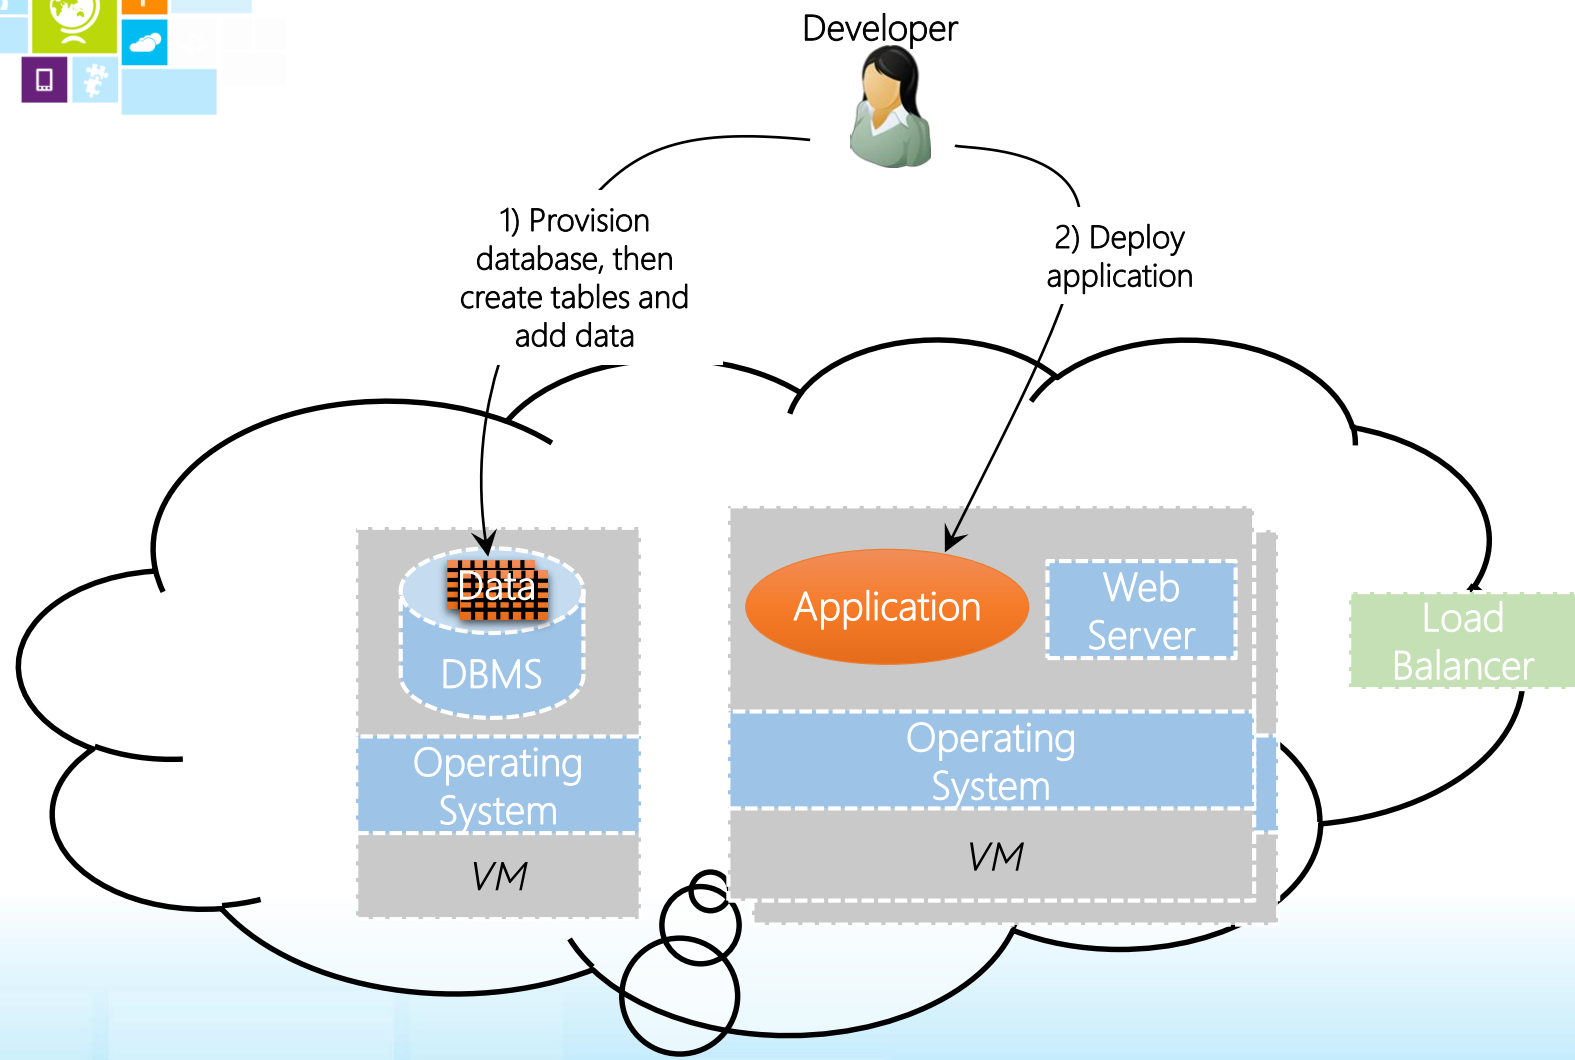 Developer
1) Provision
database, then
create tables and
add data
2) Deploy
application
Data
DBMS
Operating
System
VM
Application
Web
Server
Operating
System
VM
Load
Balancer